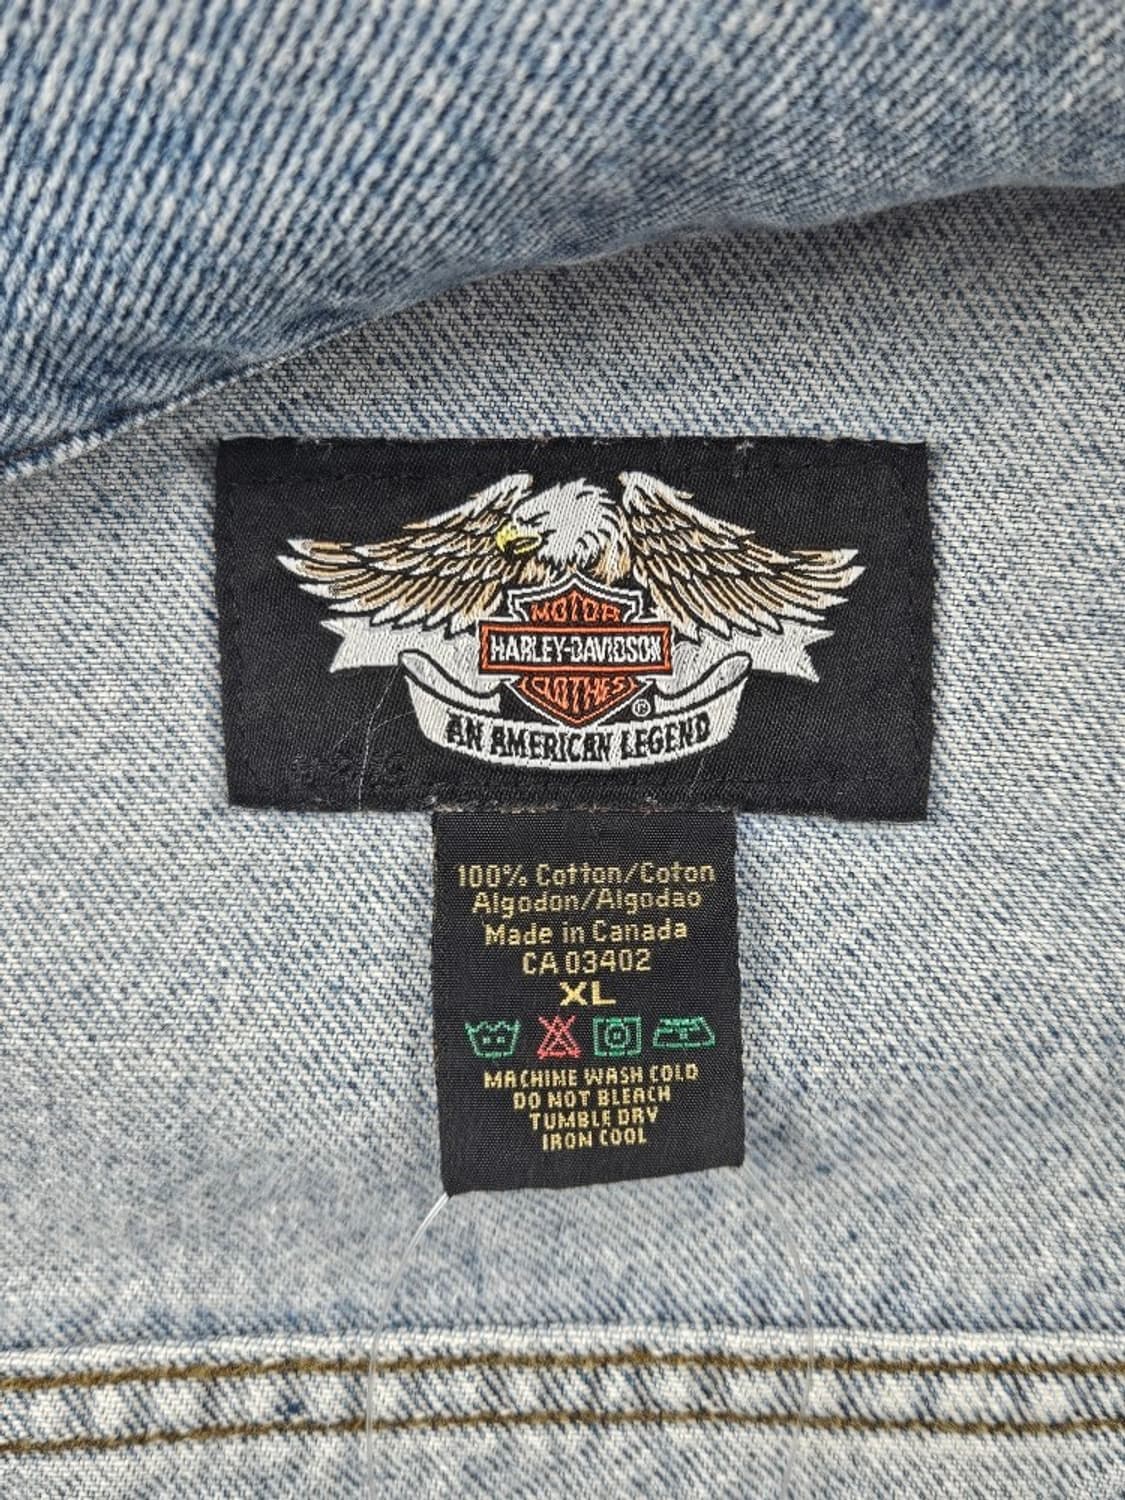 MOTOR
HARLEY-DAVIDSON
CLOTHES
®
AN AMERICAN LEGEND
100% Cotton/Coton
Algodon/Algodao
Made in Canada
CA 03402
XL
MACHINE WASH COLD
DO NOT BLEACH
TUMBLE DRY
IRON COOL